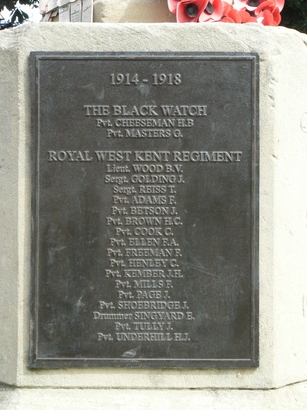 1914 - 1918
THE BLACK WATCH
Pvt. CHEESEMAN H.B
Pvt. MASTERS G.
ROYAL WEST KENT REGIMENT
Lieut. WOOD B.V.
Sergt. GOLDING J.
Sergt. REISS T.
Pvt. ADAMS F.
Pvt. BETSON J.
Pvt. BROWN H.C.
Pvt. COOK C.
Pvt. ELLEN F.A.
Pvt. FREEMAN F.
Pvt. HENLEY C.
Pvt. KEMBER J.H.
Pvt. MILLS F.
Pvt. PAGE J.
Pvt. SHOEBRIDGE J.
Drummer SINGYARD E.
Pvt. TULLY J.
Pvt. UNDERHILL H.J.